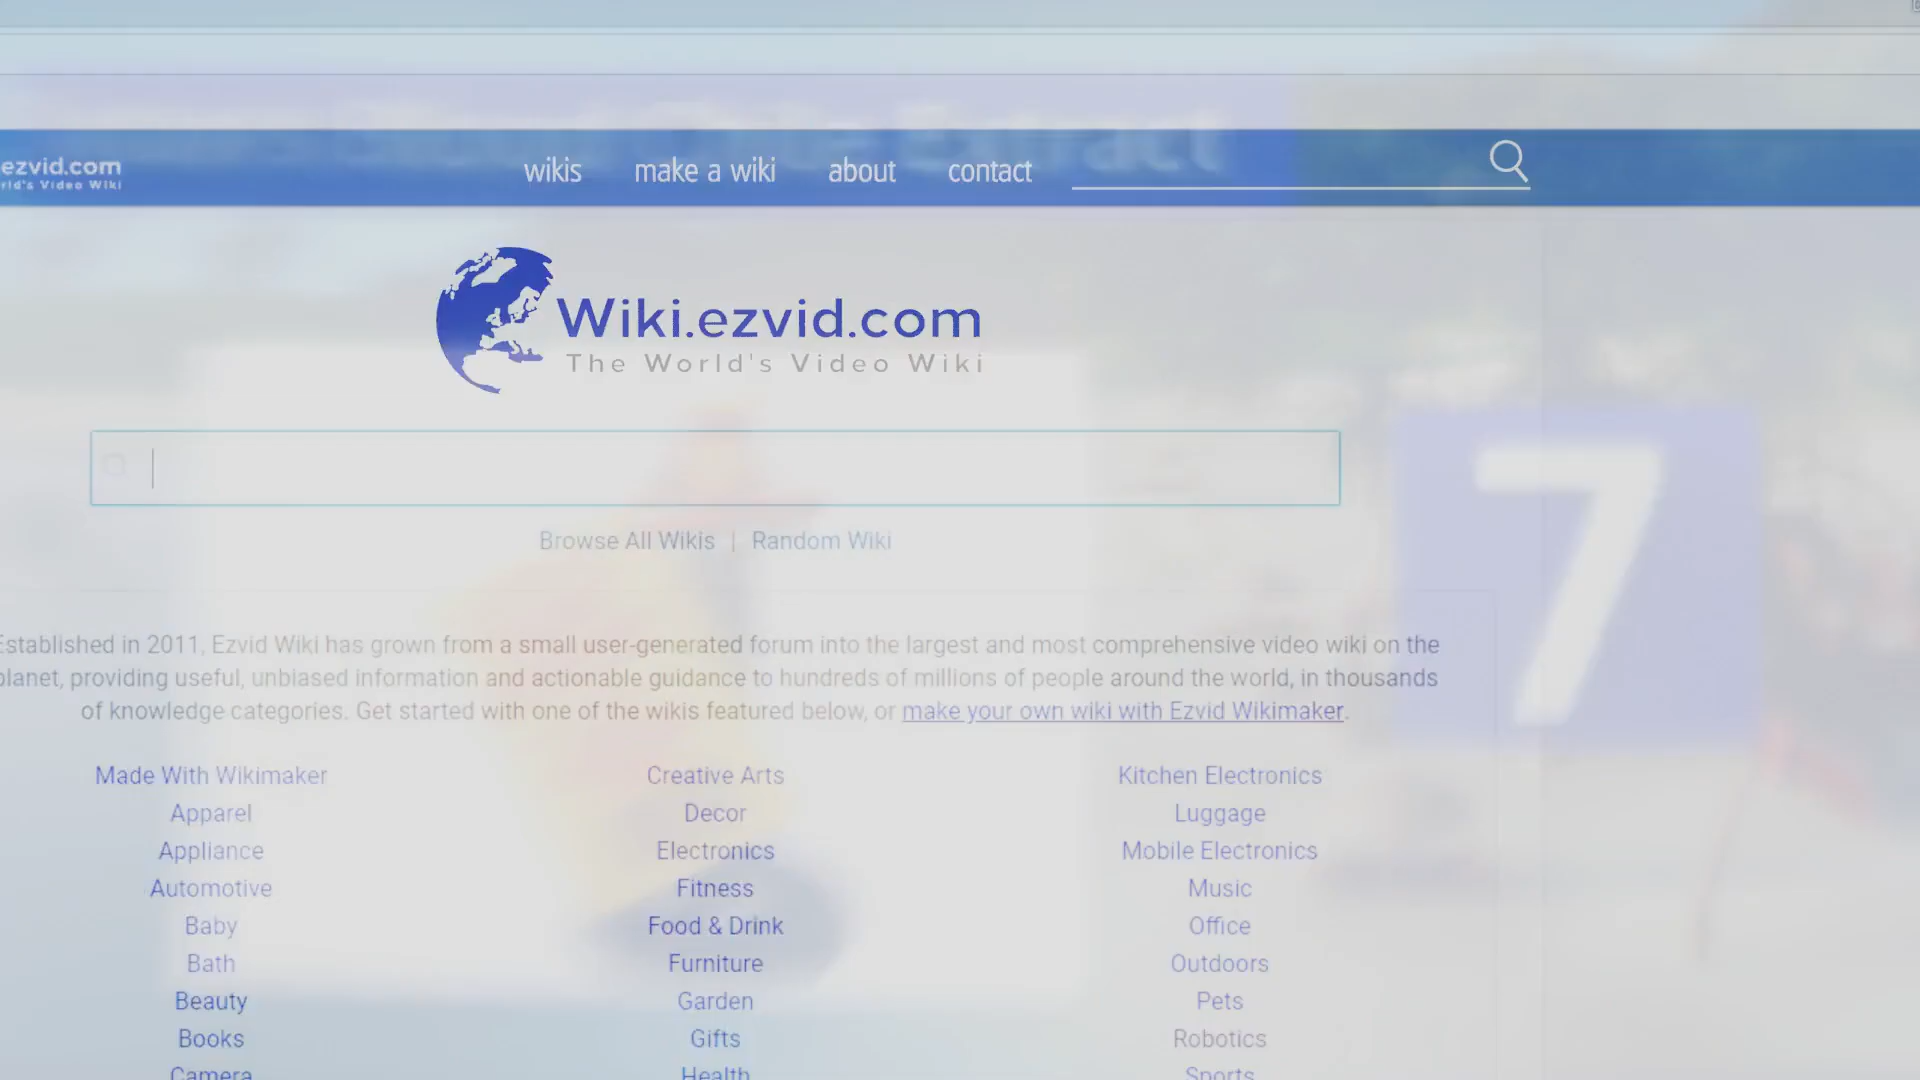 ezvid.com
wikis make a wiki about contact
Extract
Wiki.ezvid.com
The World's Video Wiki
7
Browse All Wikis | Random Wiki
Established in 2011, Ezvid Wiki has grown from a small user-generated forum into the largest and most comprehensive video wiki on the
planet, providing useful, unbiased information and actionable guidance to hundreds of millions of people around the world, in thousands
of knowledge categories. Get started with one of the wikis featured below, or make your own wiki with Ezvid Wikimaker.
Made With Wikimaker Creative Arts Kitchen Electronics
Apparel Decor Luggage
Appliance Electronics Mobile Electronics
Automotive Fitness Music
Baby Food & Drink Office
Bath Furniture Outdoors
Beauty Garden Pets
Books Gifts Robotics
Camera Health Sports